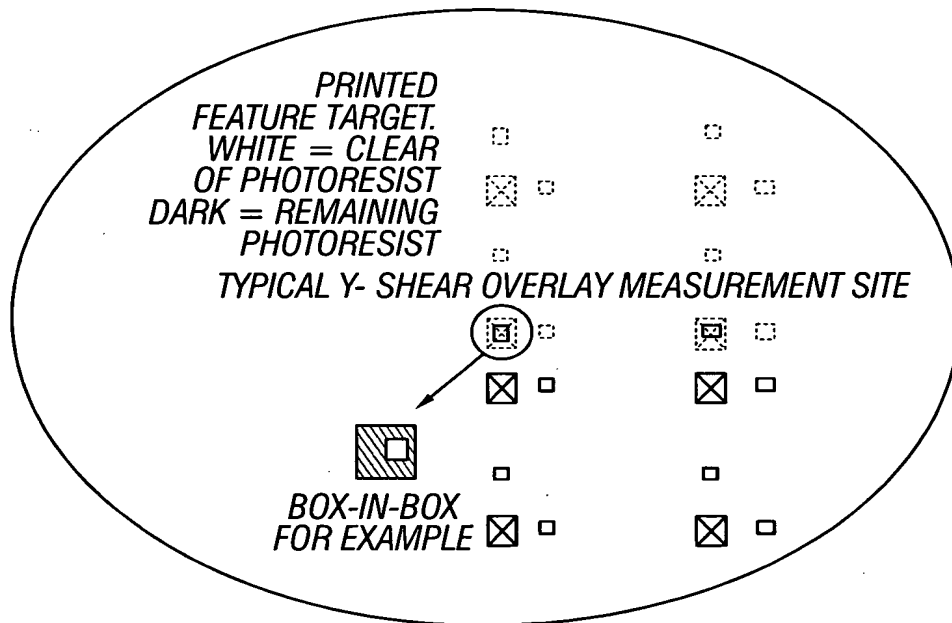 PRINTED
FEATURE TARGET.
WHITE = CLEAR
OF PHOTORESIST
DARK = REMAINING
PHOTORESIST
TYPICAL Y- SHEAR OVERLAY MEASUREMENT SITE
BOX-IN-BOX
FOR EXAMPLE